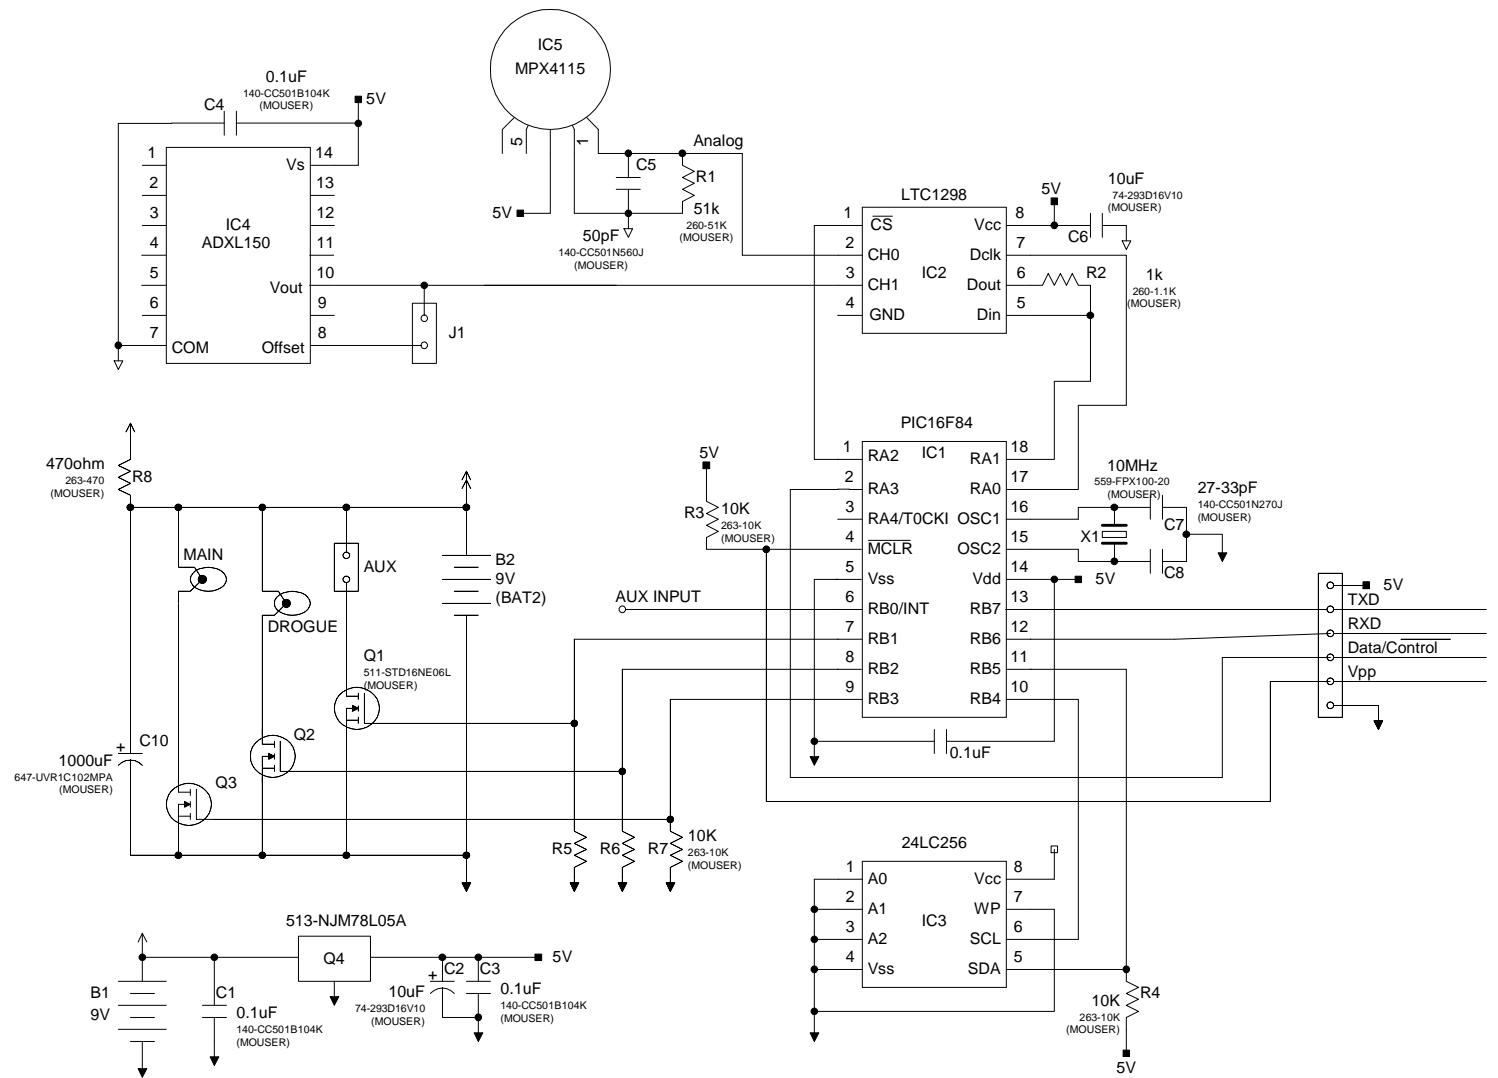 0.1uF
140-CC501B104K
(MOUSER)
C4
5V
1
2
3
4
5
6
7
14
13
12
11
10
9
8
Vs
IC4
ADXL150
Vout
COM
Offset
J1
IC5
MPX4115
5
1
5V
C5
R1
Analog
51k
260-51K
(MOUSER)
50pF
140-CC501N560J
(MOUSER)
LTC1298
1
2
3
4
CS
CH0
CH1
GND
IC2
Vcc
Dclk
Dout
Din
8
7
6
5
5V
C6
10uF
74-293D16V10
(MOUSER)
R2
1k
260-1.1K
(MOUSER)
PIC16F84
IC1
1
2
3
4
5
6
7
8
9
RA2
RA3
RA4/T0CKI
MCLR
Vss
RB0/INT
RB1
RB2
RB3
RA1
RA0
OSC1
OSC2
Vdd
RB7
RB6
RB5
RB4
18
17
16
15
14
13
12
11
10
5V
R3
10K
263-10K
(MOUSER)
AUX INPUT
10MHz
559-FPX100-20
(MOUSER)
X1
27-33pF
140-CC501N270J
(MOUSER)
C7
C8
5V
0.1uF
5V
TXD
RXD
Data/Control
Vpp
470ohm
263-470
(MOUSER)
R8
MAIN
DROGUE
AUX
B2
9V
(BAT2)
Q1
511-STD16NE06L
(MOUSER)
Q2
Q3
C10
+
1000uF
647-UVR1C102MPA
(MOUSER)
R5
R6
R7
10K
263-10K
(MOUSER)
24LC256
IC3
1
2
3
4
A0
A1
A2
Vss
Vcc
WP
SCL
SDA
8
7
6
5
10K
263-10K
(MOUSER)
R4
5V
513-NJM78L05A
Q4
B1
9V
C1
0.1uF
140-CC501B104K
(MOUSER)
C2
+
10uF
74-293D16V10
(MOUSER)
C3
0.1uF
140-CC501B104K
(MOUSER)
5V